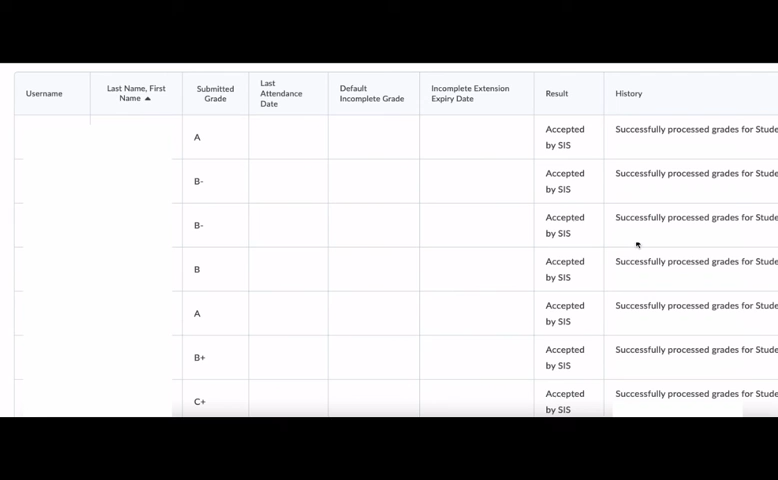 Username
Last Name, First
Name
Submitted
Grade
Last
Attendance
Date
Default
Incomplete Grade
Incomplete Extension
Expiry Date
Result
History
A
Accepted
by SIS
Successfully processed grades for Stude
B-
Accepted
by SIS
Successfully processed grades for Stude
B-
Accepted
by SIS
Successfully processed grades for Stude
B
Accepted
by SIS
Successfully processed grades for Stude
A
Accepted
by SIS
Successfully processed grades for Stude
B+
Accepted
by SIS
Successfully processed grades for Stude
C+
Accepted
by SIS
Successfully processed grades for Stude